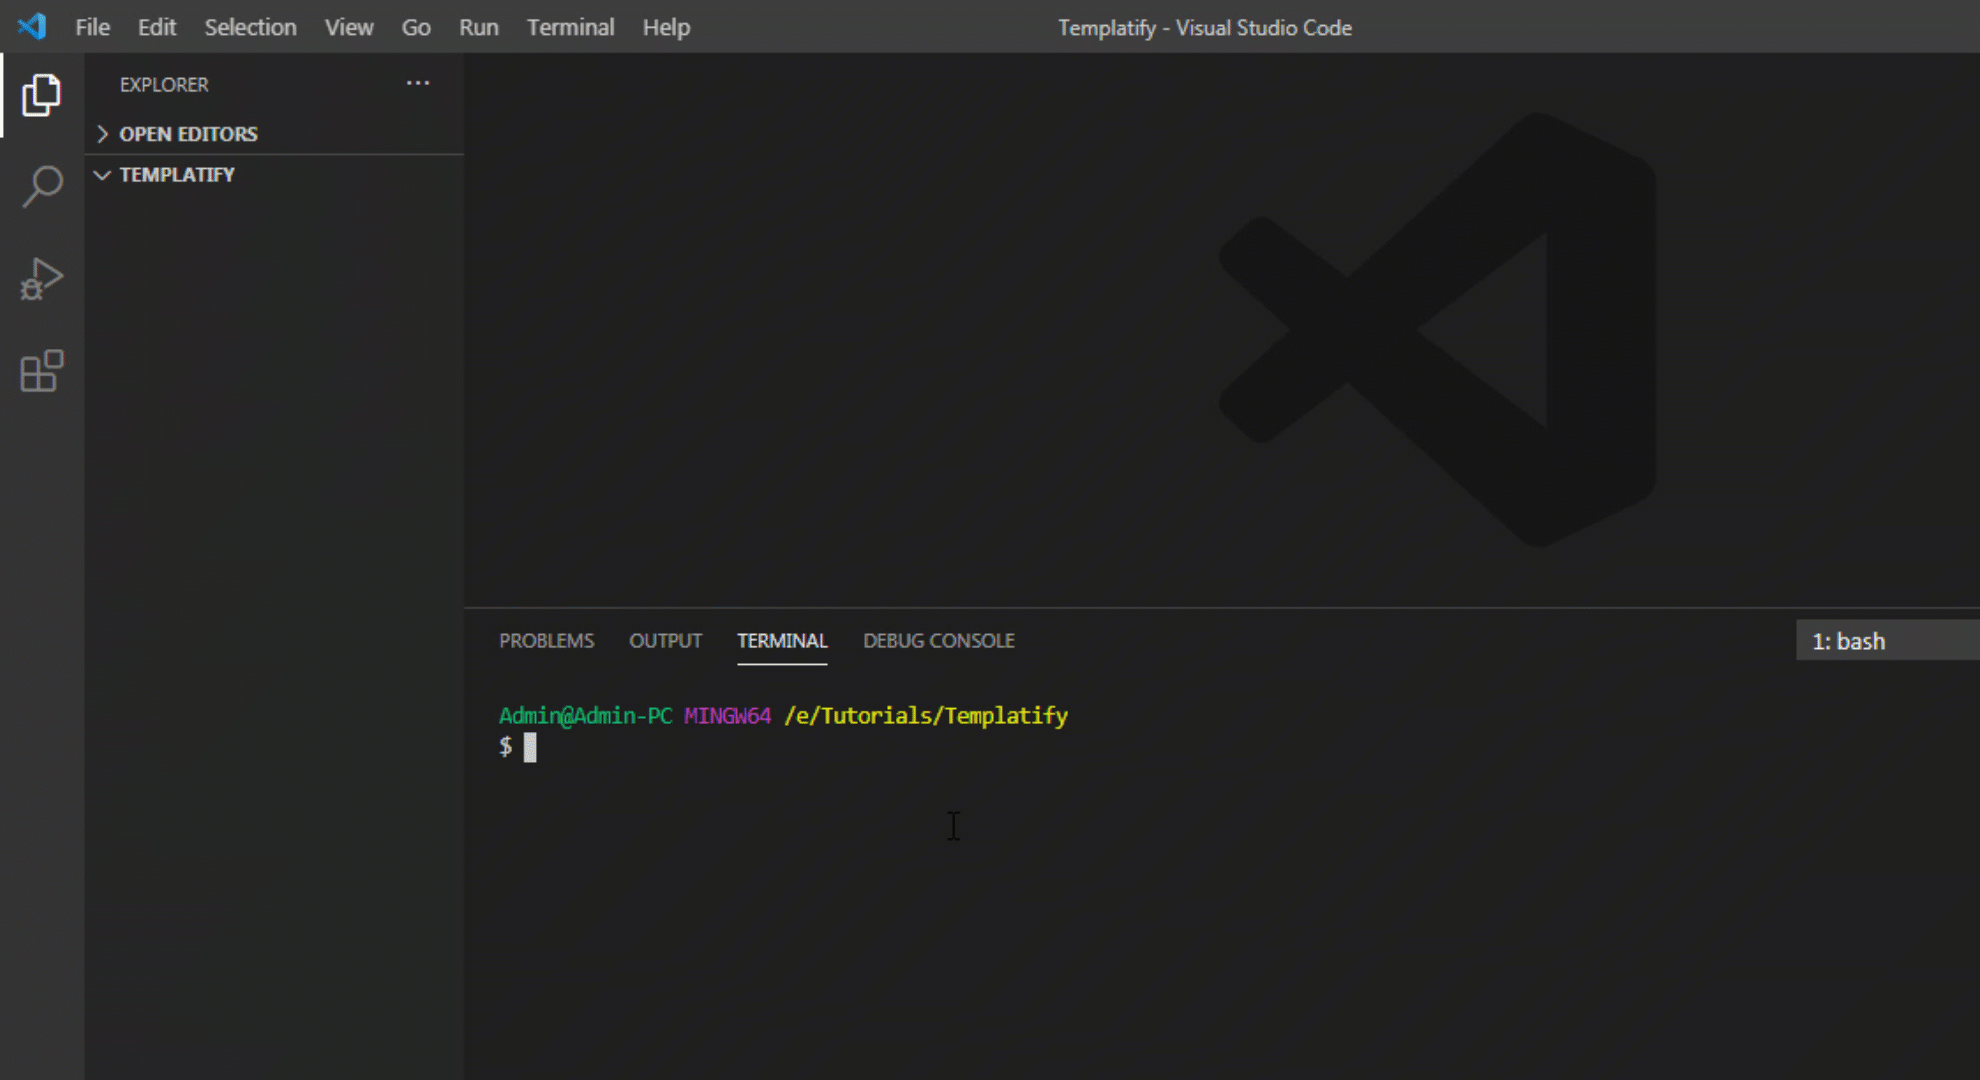 File Edit Selection View Go Run Terminal Help Templatify - Visual Studio Code
EXPLORER ···
OPEN EDITORS
TEMPLATIFY
PROBLEMS OUTPUT TERMINAL DEBUG CONSOLE 1: bash
Admin@Admin-PC MINGW64 /e/Tutorials/Templatify
$